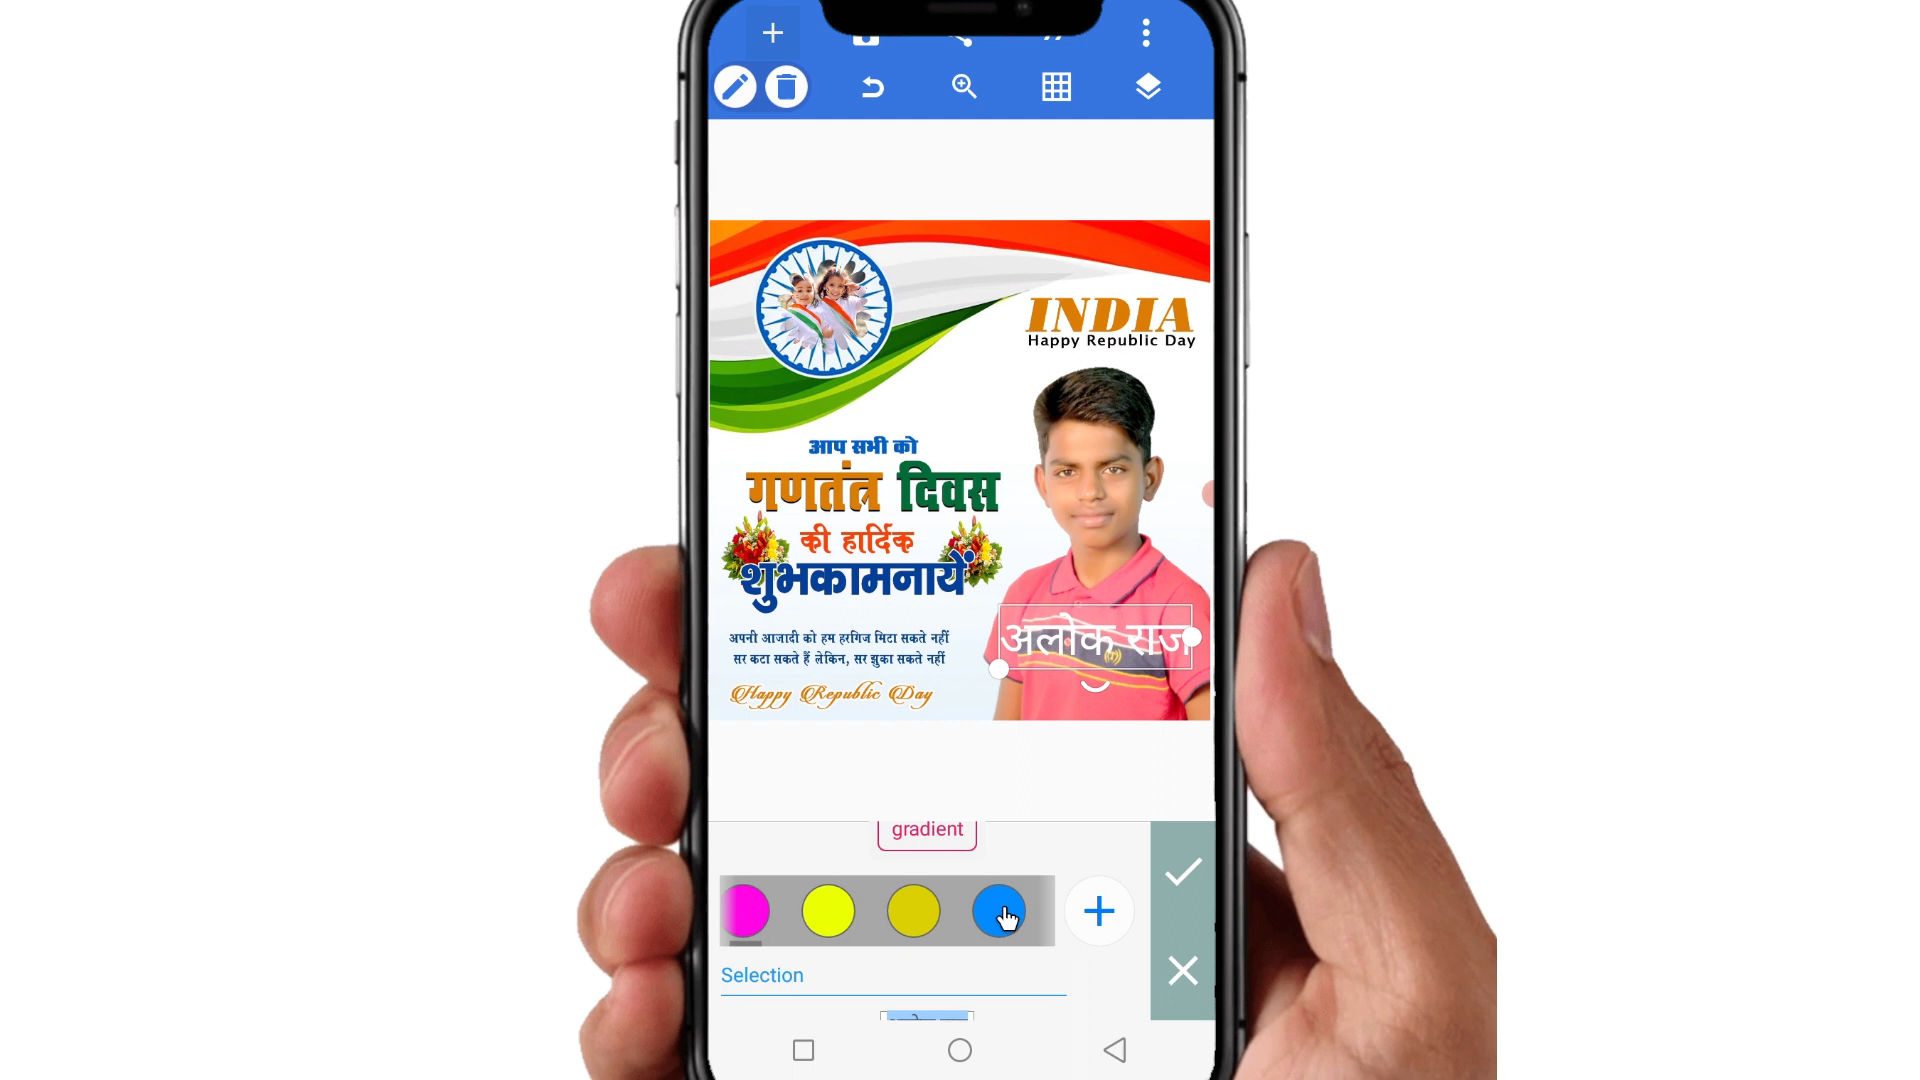 INDIA
Happy Republic Day
आप सभी को
गणतंत्र दिवस
की हार्दिक
शुभकामनायें
अपनी आजादी को हम हरगिज मिटा सकते नहीं
सर कटा सकते हैं लेकिन, सर झुका सकते नहीं
Happy Republic Day
अलोक राज
gradient
Selection